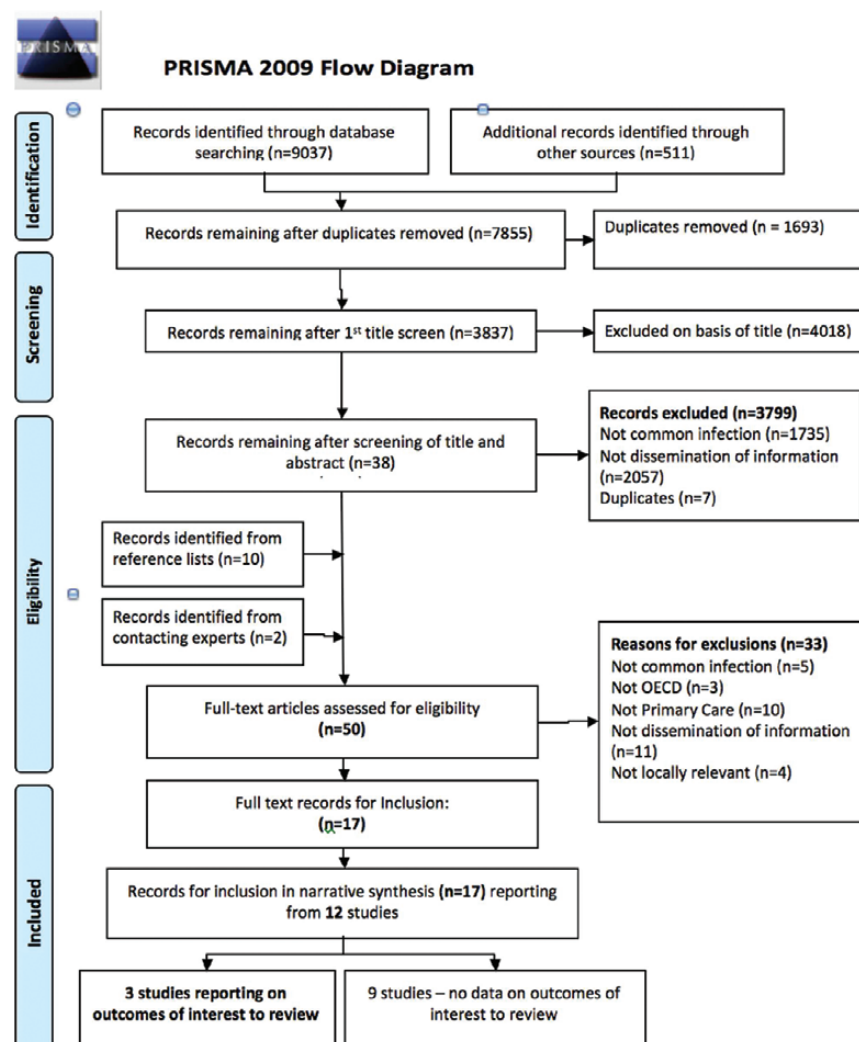 PRISMA
PRISMA 2009 Flow Diagram
Identification
Records identified through database
searching (n=9037)
Additional records identified through
other sources (n=511)
Records remaining after duplicates removed (n=7855)
Duplicates removed (n = 1693)
Screening
Records remaining after 1st title screen (n=3837)
Excluded on basis of title (n=4018)
Records remaining after screening of title and
abstract (n=38)
Records excluded (n=3799)
Not common infection (n=1735)
Not dissemination of information
(n=2057)
Duplicates (n=7)
Eligibility
Records identified from
reference lists (n=10)
Records identified from
contacting experts (n=2)
Full-text articles assessed for eligibility
(n=50)
Reasons for exclusions (n=33)
Not common infection (n=5)
Not OECD (n=3)
Not Primary Care (n=10)
Not dissemination of information
(n=11)
Not locally relevant (n=4)
Full text records for Inclusion:
(n=17)
Included
Records for inclusion in narrative synthesis (n=17) reporting
from 12 studies
3 studies reporting on
outcomes of interest to review
9 studies – no data on outcomes of
interest to review